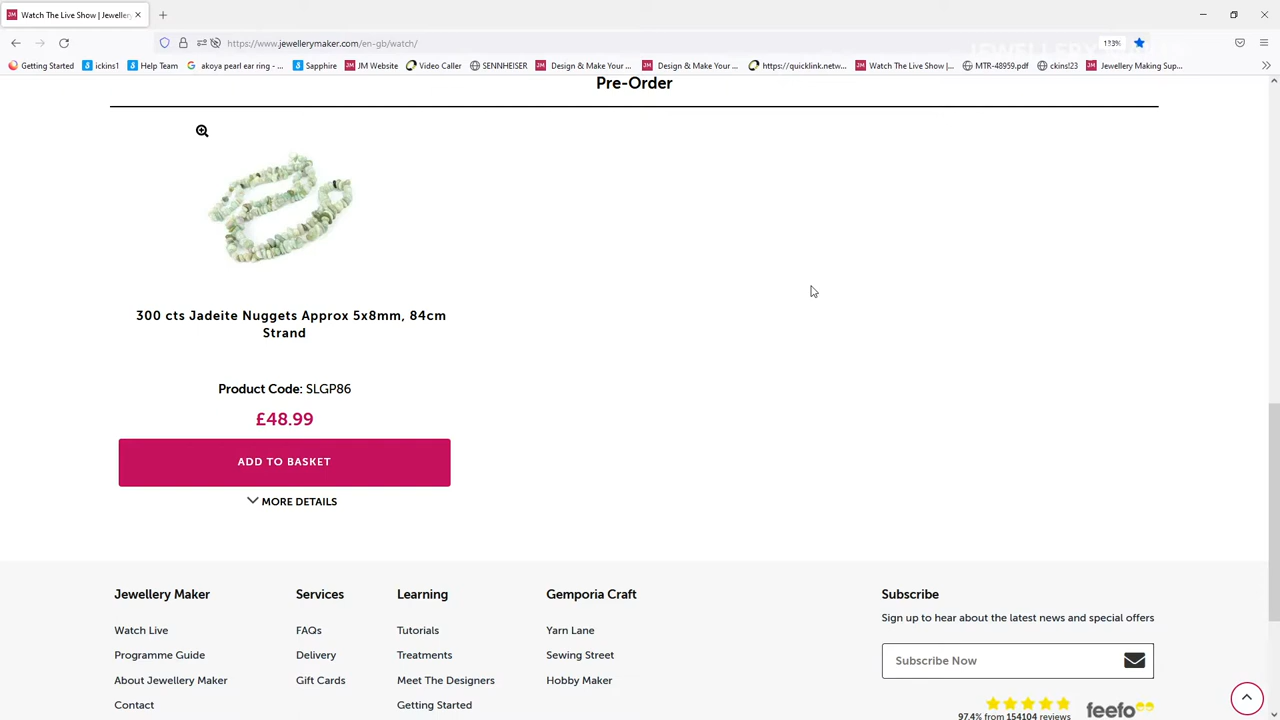 Watch The Live Show | Jeweller
https://www.jewellerymaker.com/en-gb/watch/
133%
Getting Started
ickins1
Help Team
akoya pearl ear ring - ...
Sapphire
JM Website
Video Caller
SENNHEISER
Design & Make Your ...
Design & Make Your ...
https://quicklink.netw...
Watch The Live Show |...
MTR-48959.pdf
ckins!23
Jewellery Making Sup...
Pre-Order
300 cts Jadeite Nuggets Approx 5x8mm, 84cm
Strand
Product Code: SLGP86
£48.99
ADD TO BASKET
MORE DETAILS
Jewellery Maker
Watch Live
Programme Guide
About Jewellery Maker
Contact
Services
FAQs
Delivery
Gift Cards
Learning
Tutorials
Treatments
Meet The Designers
Getting Started
Gemporia Craft
Yarn Lane
Sewing Street
Hobby Maker
Subscribe
Sign up to hear about the latest news and special offers
Subscribe Now
97.4% from 154104 reviews
feefo